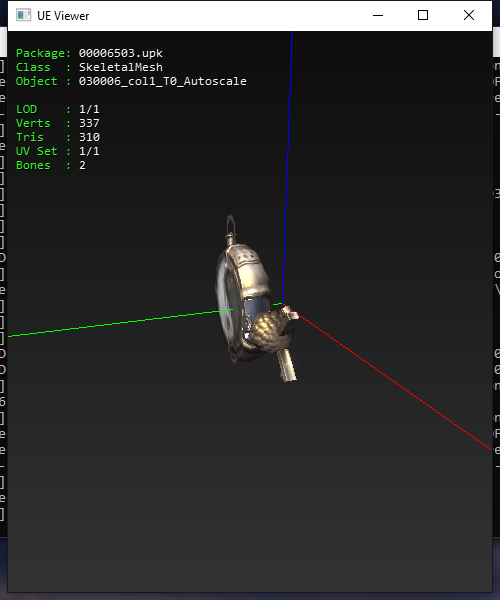 UE Viewer
Package: 00006503.upk
Class : SkeletalMesh
Object : 030006_col1_T0_Autoscale
LOD : 1/1
Verts : 337
Tris : 310
UV Set : 1/1
Bones : 2